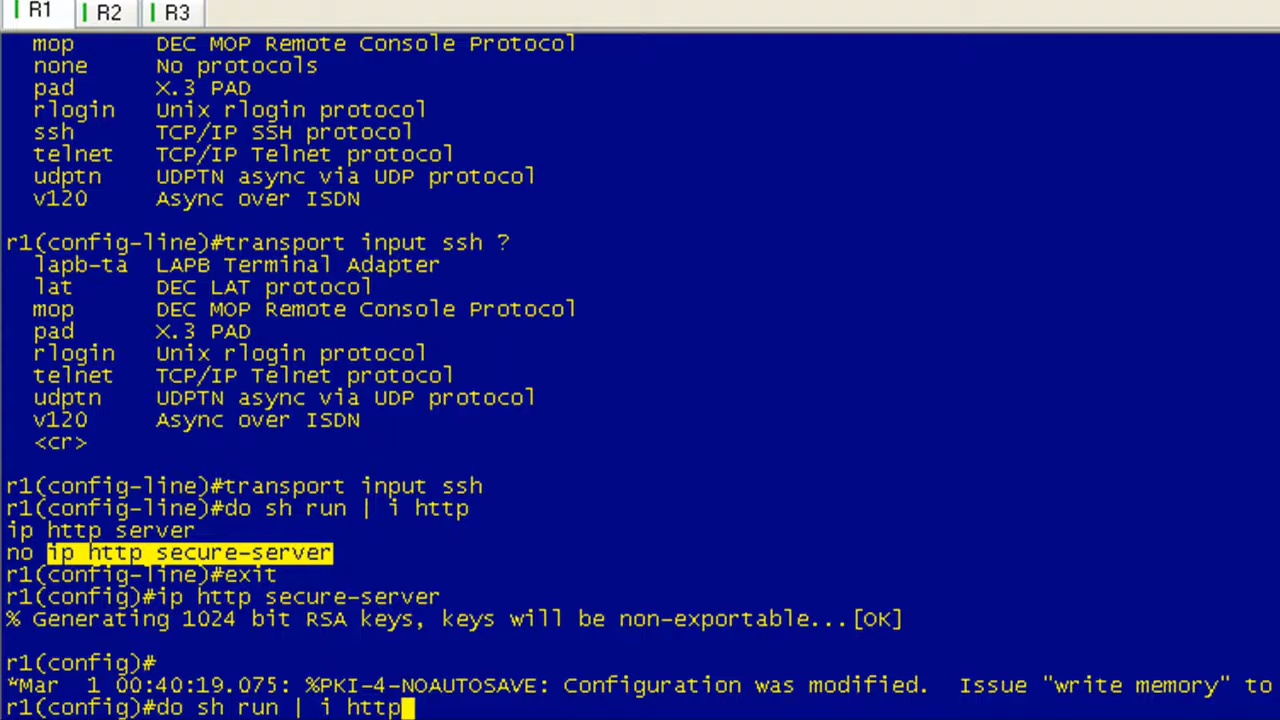 R1 R2 R3
mop DEC MOP Remote Console Protocol
none No protocols
pad X.3 PAD
rlogin Unix rlogin protocol
ssh TCP/IP SSH protocol
telnet TCP/IP Telnet protocol
udptn UDPTN async via UDP protocol
v120 Async over ISDN
r1(config-line)#transport input ssh ?
lapb-ta LAPB Terminal Adapter
lat DEC LAT protocol
mop DEC MOP Remote Console Protocol
pad X.3 PAD
rlogin Unix rlogin protocol
telnet TCP/IP Telnet protocol
udptn UDPTN async via UDP protocol
v120 Async over ISDN
<cr>
r1(config-line)#transport input ssh
r1(config-line)#do sh run | i http
ip http server
no ip http secure-server
r1(config-line)#exit
r1(config)#ip http secure-server
% Generating 1024 bit RSA keys, keys will be non-exportable...[OK]
r1(config)#
*Mar 1 00:40:19.075: %PKI-4-NOAUTOSAVE: Configuration was modified. Issue "write memory" to
r1(config)#do sh run | i http